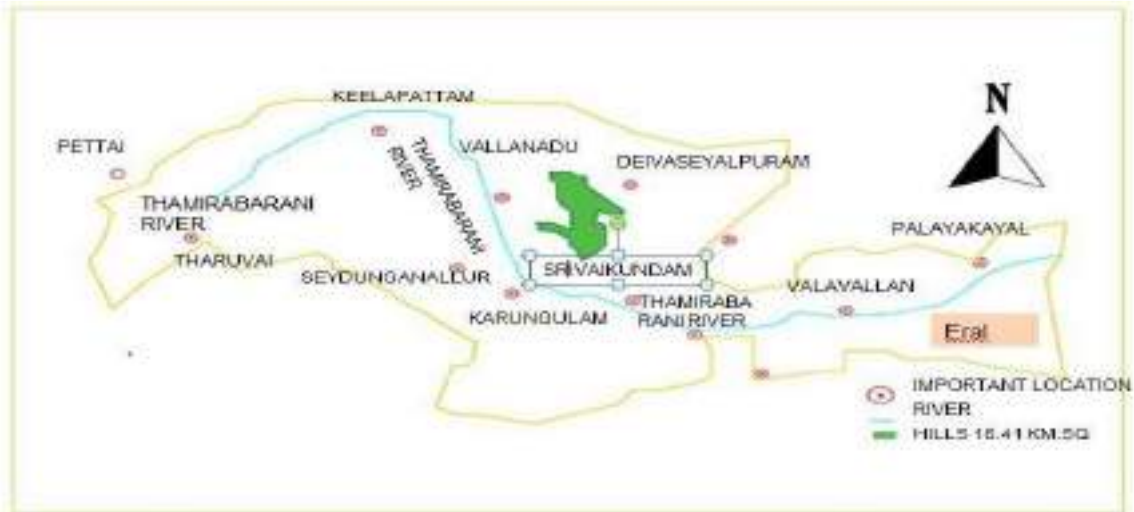 KEELAPATTAM
N
PETTAI
VALLANADU
THAMIRABARANI
RIVER
DEIVASEYALPURAM
THAMIRABARANI
RIVER
PALAYAKAYAL
THARUVAI
SEYDUNGANALLUR
SRIVAIKUNDAM
VALAVALLAN
KARUNGULAM
THAMIRABA
RANI RIVER
Eral
IMPORTANT LOCATION
RIVER
HILLS 16.41 KM.SQ